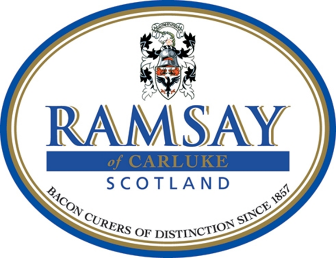 RAMSAY
of CARLUKE
SCOTLAND
BACON CURERS OF DISTINCTION SINCE 1857